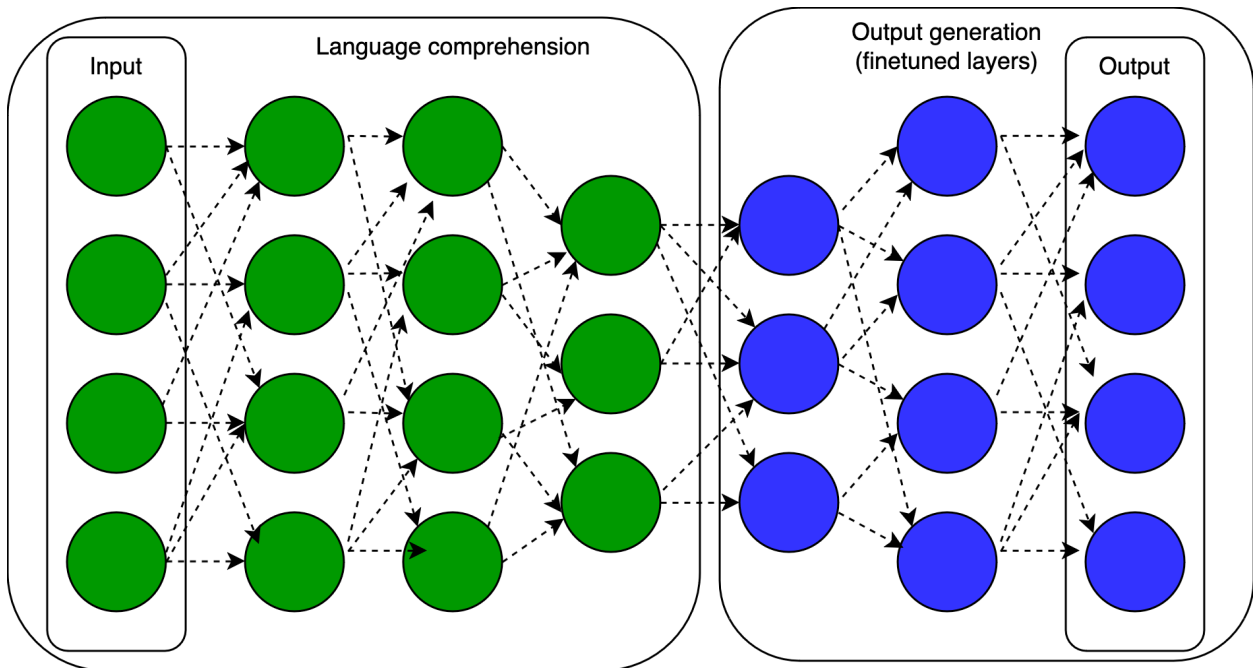 Language comprehension
Input
Output generation
(finetuned layers)
Output